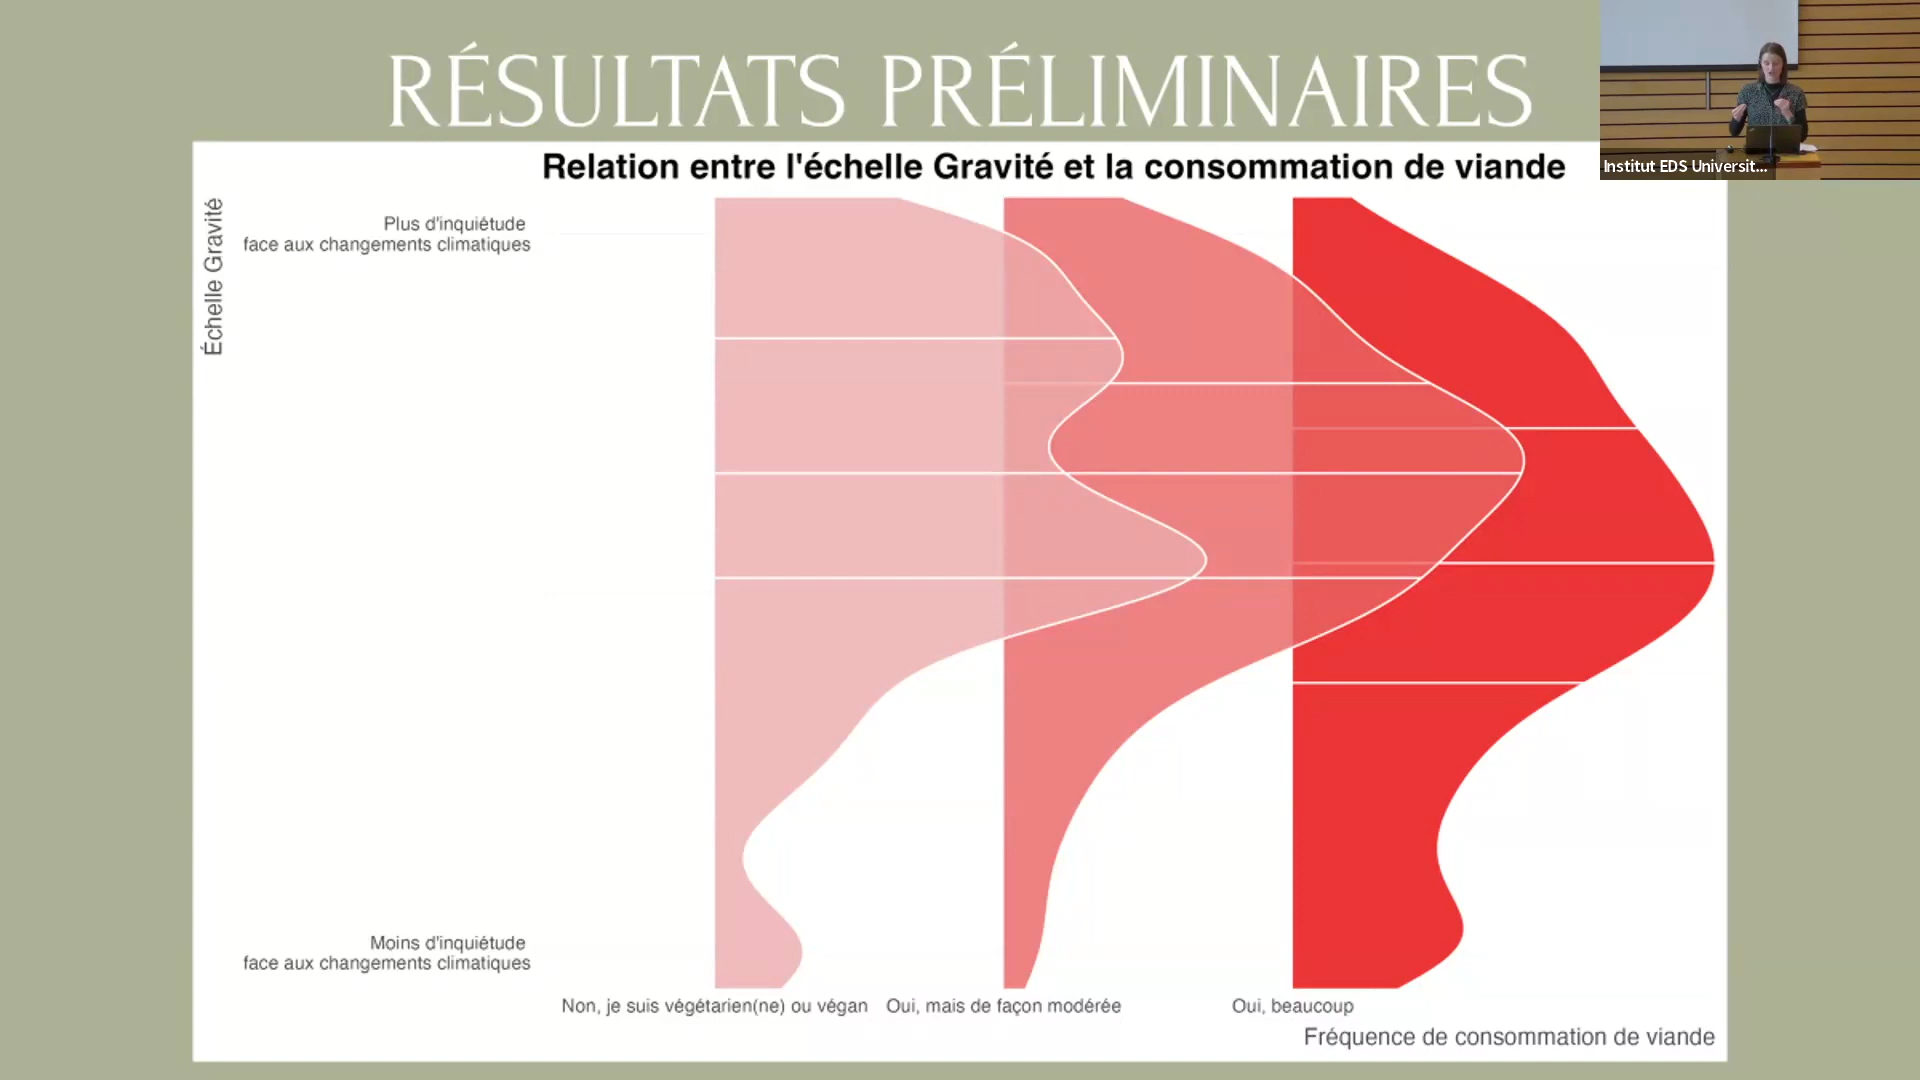 RÉSULTATS PRÉLIMINAIRES
Institut EDS Universit...
Relation entre l'échelle Gravité et la consommation de viande
Échelle Gravité
Plus d'inquiétude
face aux changements climatiques
Moins d'inquiétude
face aux changements climatiques
Non, je suis végétarien(ne) ou végan
Oui, mais de façon modérée
Oui, beaucoup
Fréquence de consommation de viande